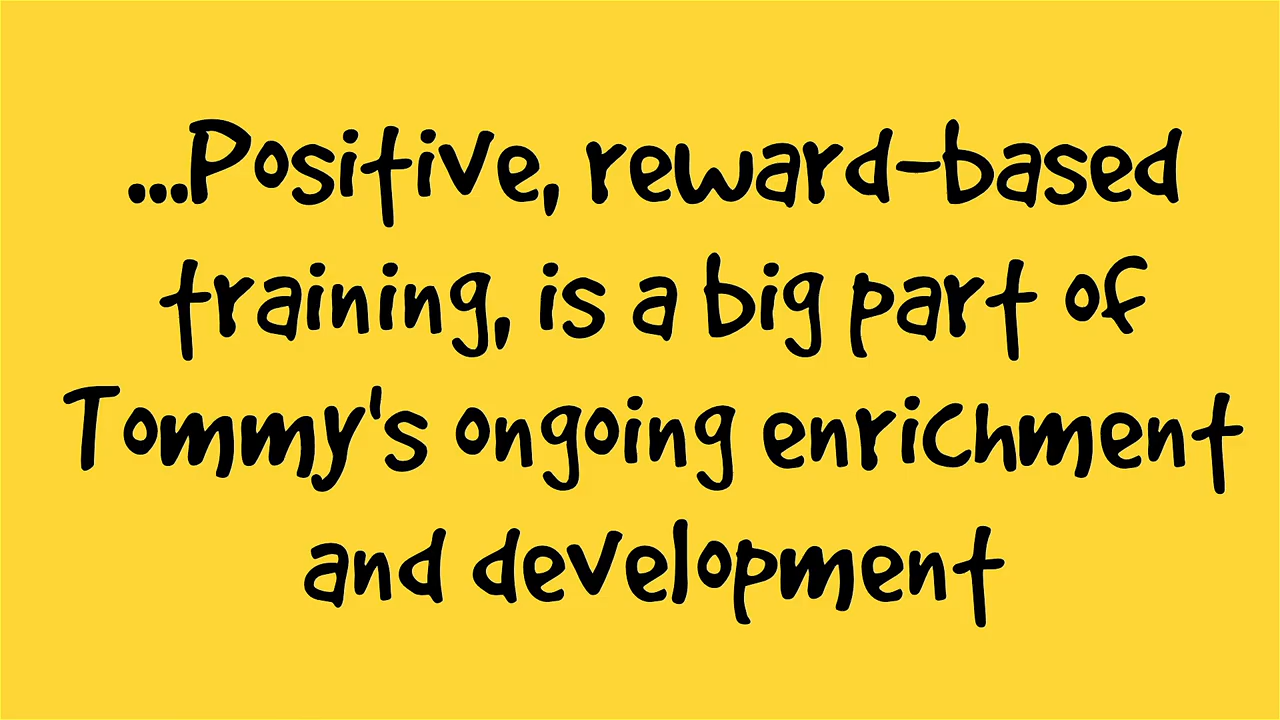 ...Positive, reward-based
training, is a big part of
Tommy's ongoing enrichment
and development